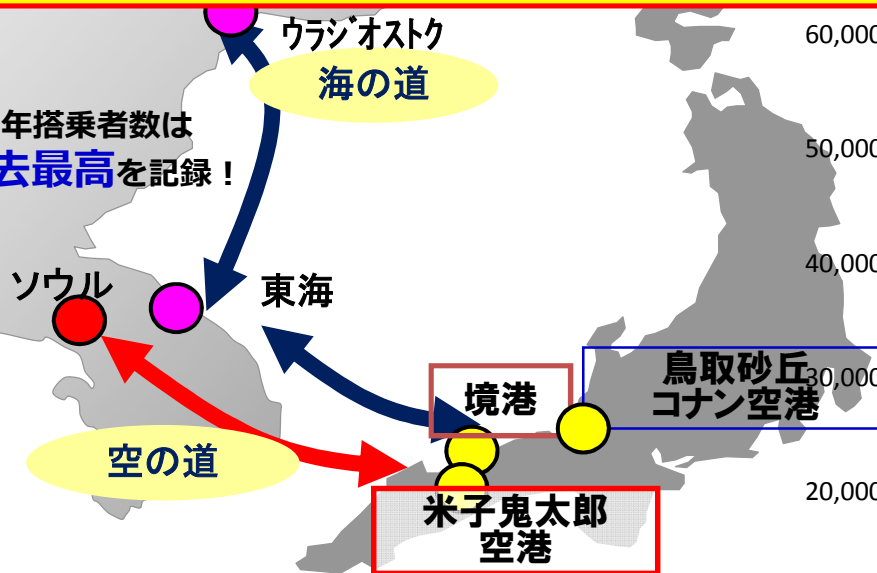 ウラジオストク
海の道
年搭乗者数は
去最高を記録！
ソウル
東海
境港
鳥取砂丘
コナン空港
空の道
米子鬼太郎
空港
60,000
50,000
40,000
30,000
20,000